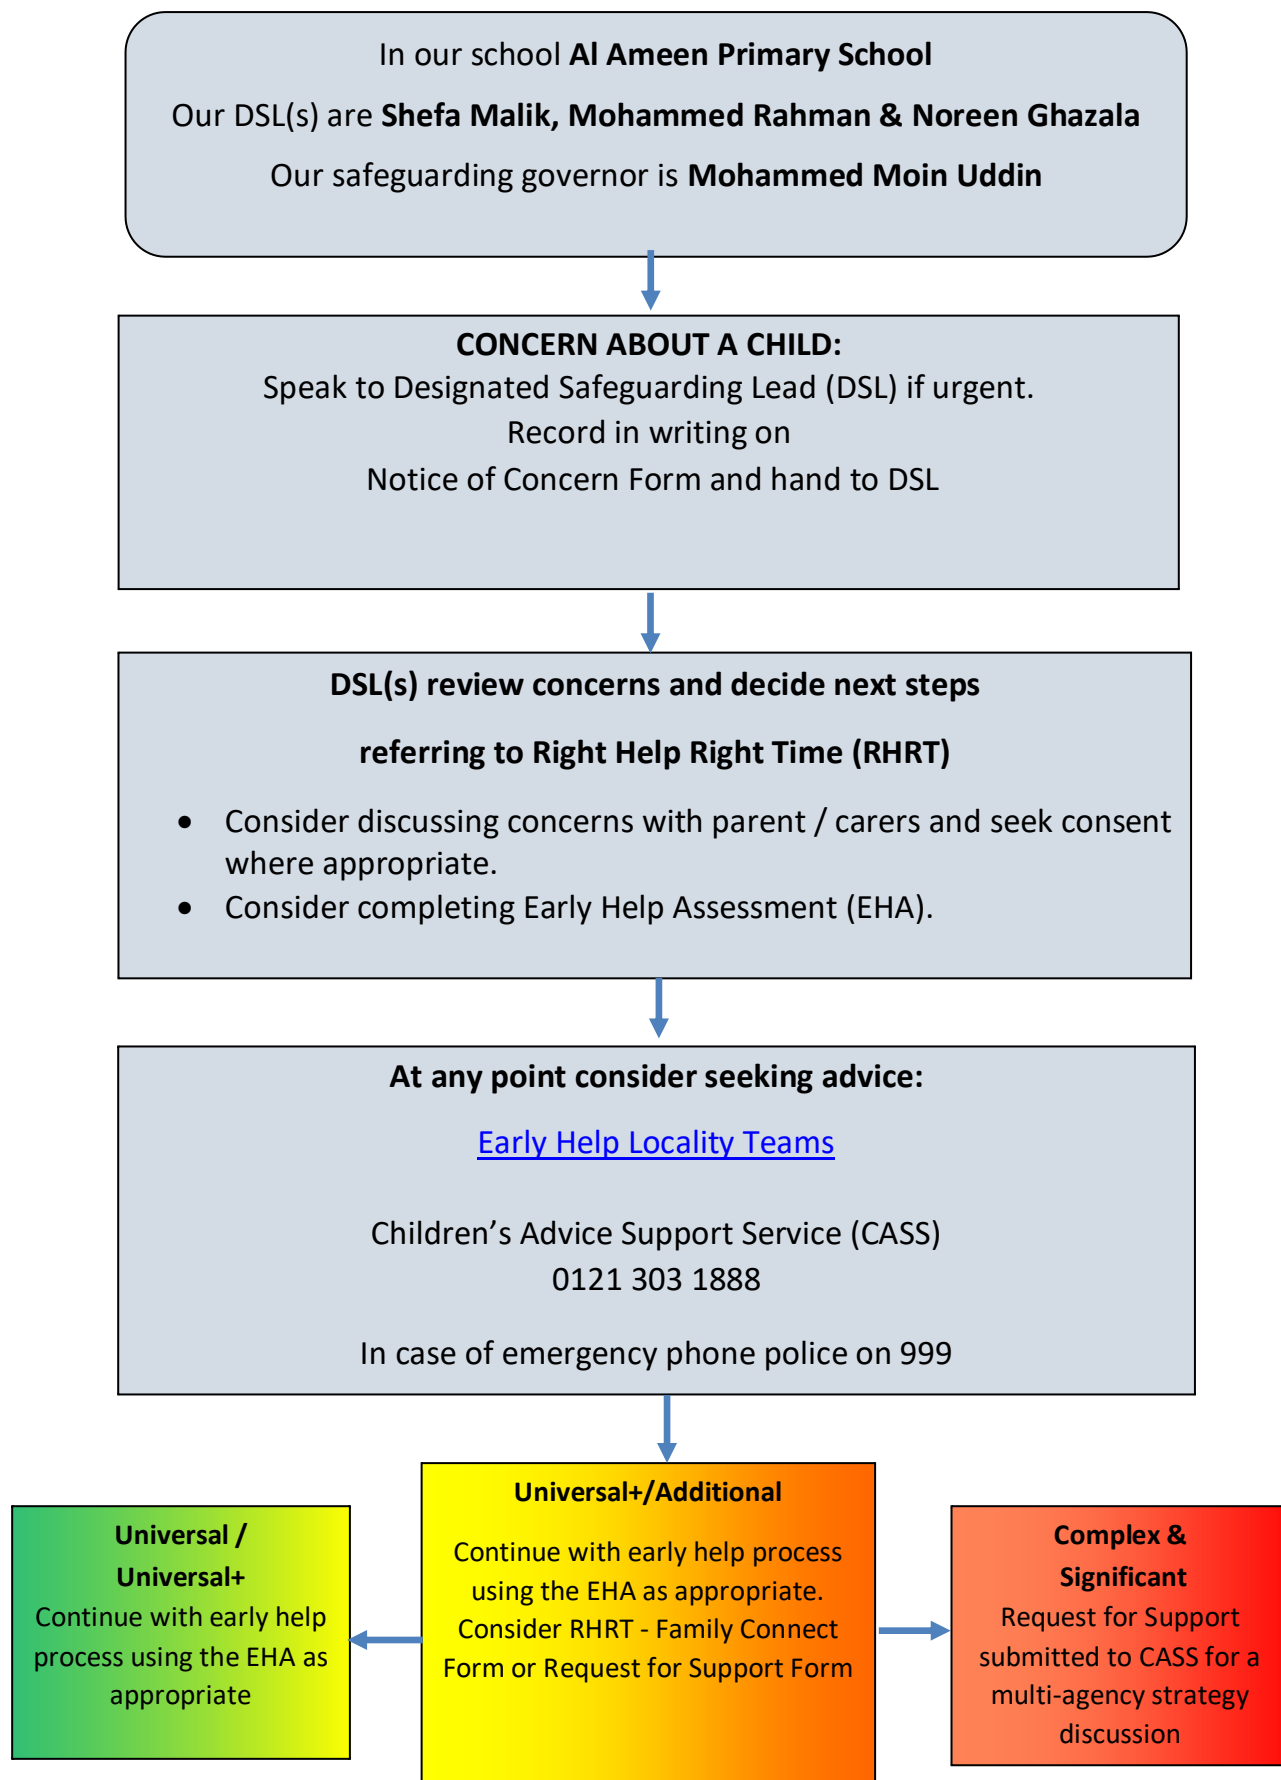 In our school Al Ameen Primary School
Our DSL(s) are Shefa Malik, Mohammed Rahman & Noreen Ghazala
Our safeguarding governor is Mohammed Moin Uddin
CONCERN ABOUT A CHILD:
Speak to Designated Safeguarding Lead (DSL) if urgent.
Record in writing on
Notice of Concern Form and hand to DSL
DSL(s) review concerns and decide next steps
referring to Right Help Right Time (RHRT)
• Consider discussing concerns with parent / carers and seek consent
where appropriate.
• Consider completing Early Help Assessment (EHA).
At any point consider seeking advice:
Early Help Locality Teams
Children’s Advice Support Service (CASS)
0121 303 1888
In case of emergency phone police on 999
Universal /
Universal+
Continue with early help
process using the EHA as
appropriate
Universal+/Additional
Continue with early help process
using the EHA as appropriate.
Consider RHRT - Family Connect
Form or Request for Support Form
Complex &
Significant
Request for Support
submitted to CASS for a
multi-agency strategy
discussion